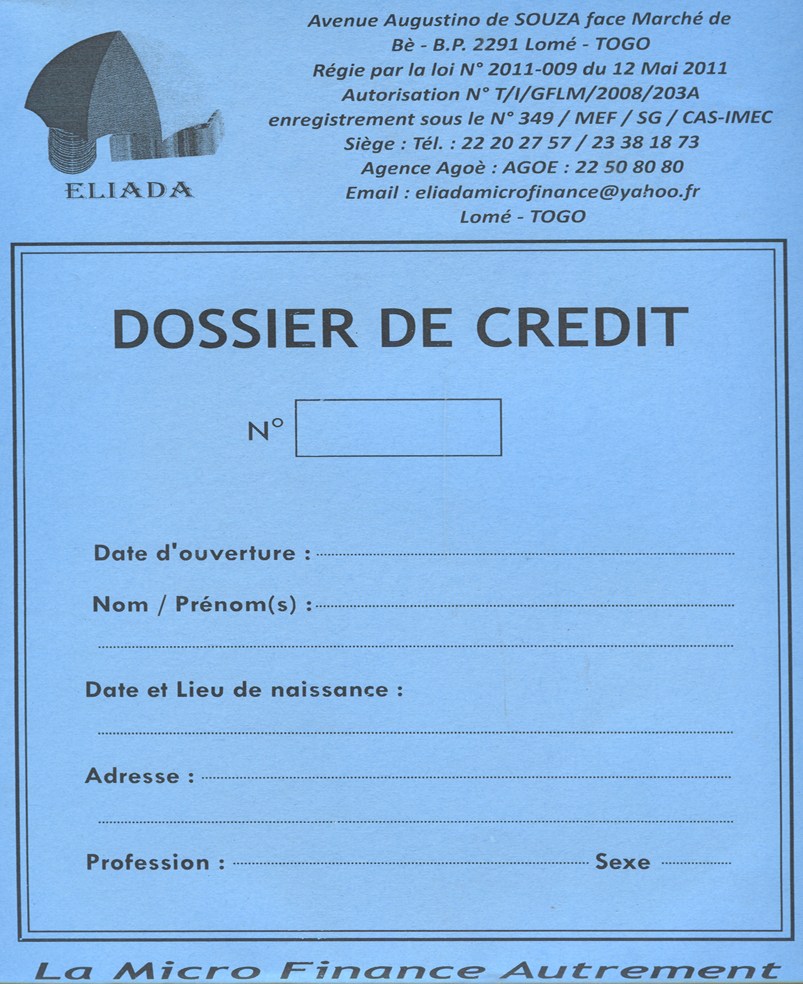 Avenue Augustino de SOUZA face Marché de
Bè - B.P. 2291 Lomé - TOGO
Régie par la loi N° 2011-009 du 12 Mai 2011
Autorisation N° T/I/GFLM/2008/203A
enregistrement sous le N° 349 / MEF / SG / CAS-IMEC
Siège : Tél. : 22 20 27 57 / 23 38 18 73
Agence Agoè : AGOE : 22 50 80 80
Email : eliadamicrofinance@yahoo.fr
Lomé - TOGO
ELIADA
DOSSIER DE CREDIT
N°
Date d'ouverture :
Nom / Prénom(s) :
Date et Lieu de naissance :
Adresse :
Profession : Sexe
La Micro Finance Autrement